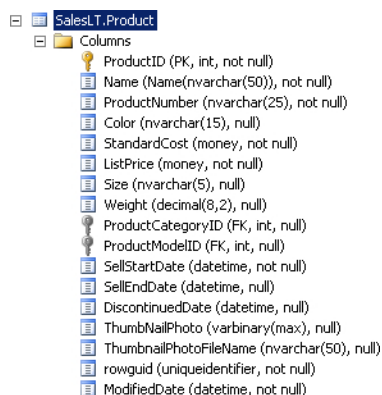 SalesLT.Product
Columns
ProductID (PK, int, not null)
Name (Name(nvarchar(50)), not null)
ProductNumber (nvarchar(25), not null)
Color (nvarchar(15), null)
StandardCost (money, not null)
ListPrice (money, not null)
Size (nvarchar(5), null)
Weight (decimal(8,2), null)
ProductCategoryID (FK, int, null)
ProductModelID (FK, int, null)
SellStartDate (datetime, not null)
SellEndDate (datetime, null)
DiscontinuedDate (datetime, null)
ThumbNailPhoto (varbinary(max), null)
ThumbnailPhotoFileName (nvarchar(50), null)
rowguid (uniqueidentifier, not null)
ModifiedDate (datetime, not null)